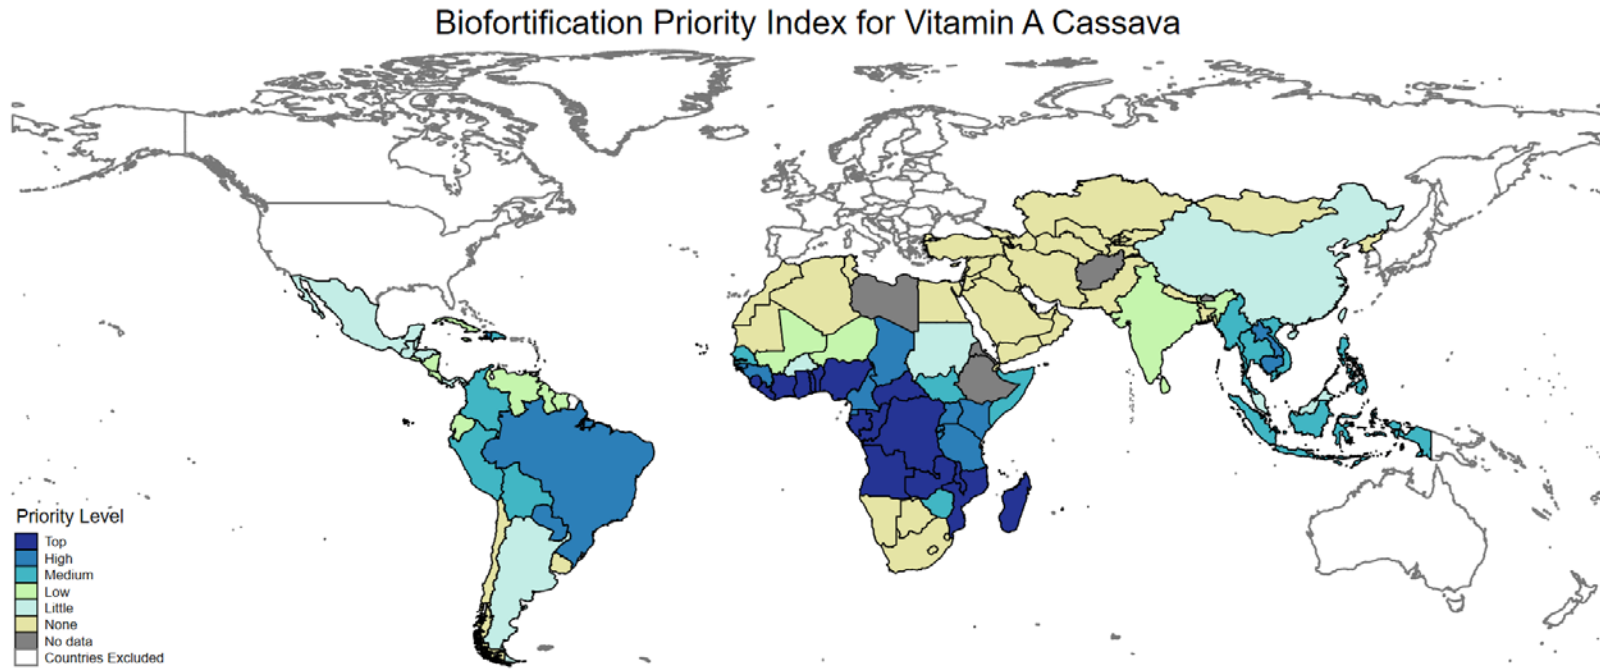 Biofortification Priority Index for Vitamin A Cassava
Priority Level
Top
High
Medium
Low
Little
None
No data
Countries Excluded